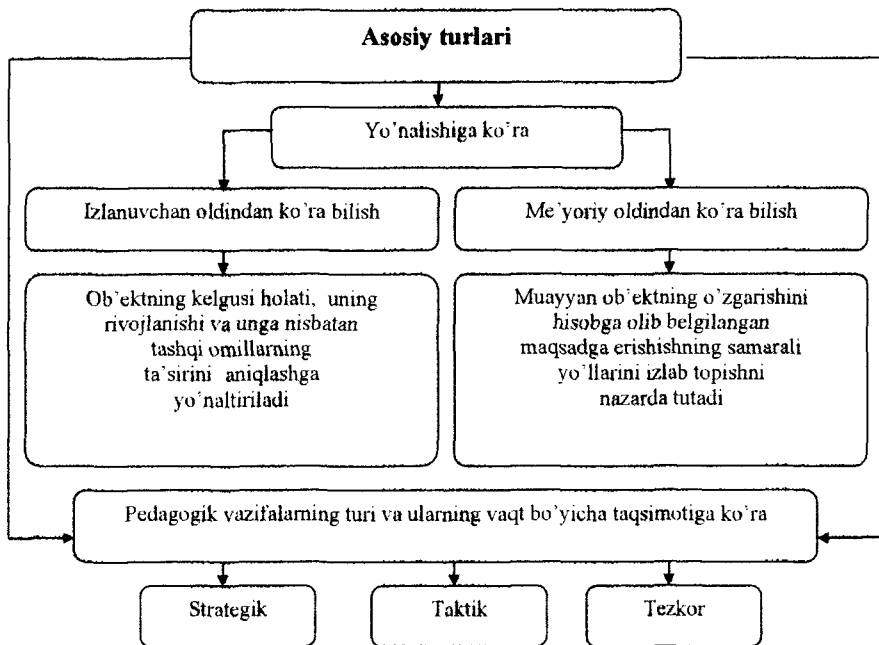 Asosiy turlari
Yo'nalishiga ko'ra
Izlanuvchan oldindan ko'ra bilish
Me'yoriy oldindan ko'ra bilish
Ob'ektning kelgusi holati, uning
rivojlanishi va unga nisbatan
tashqi omillarning
ta'sirini aniqlashga
yo'naltiriladi
Muayyan ob'ektning o'zgarishini
hisobga olib belgilangan
maqsadga erishishning samarali
yo'llarini izlab topishni
nazarda tutadi
Pedagogik vazifalarning turi va ularning vaqt bo'yicha taqsimotiga ko'ra
Strategik
Taktik
Tezkor